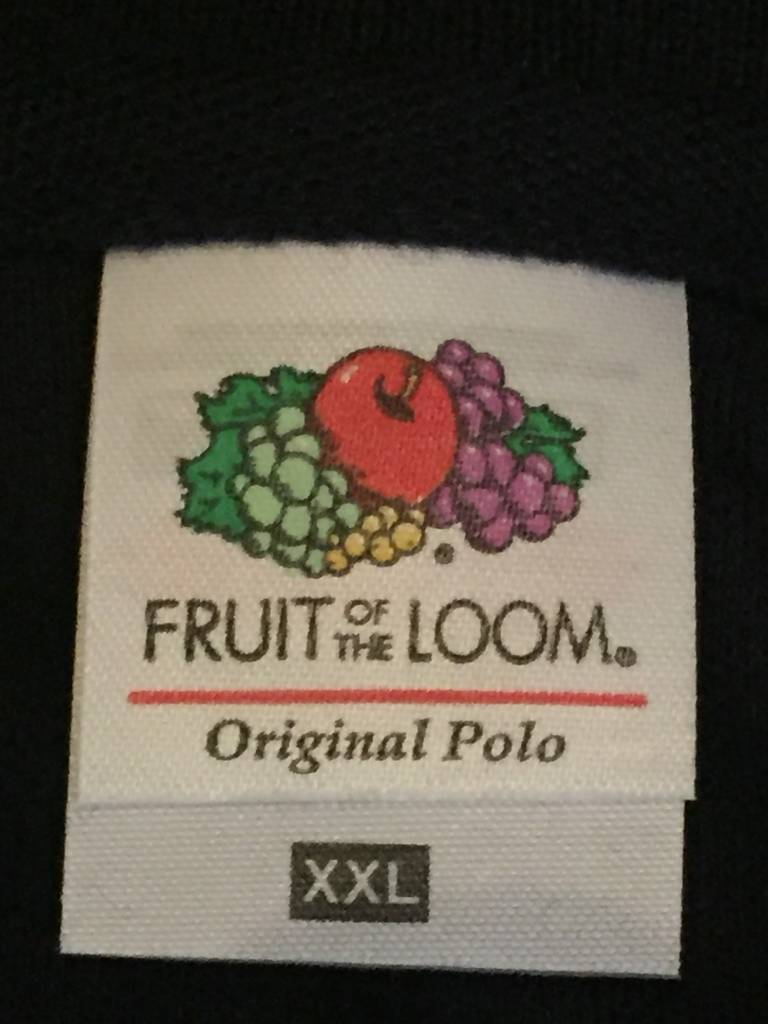 FRUIT OF THE LOOM®
Original Polo
XXL